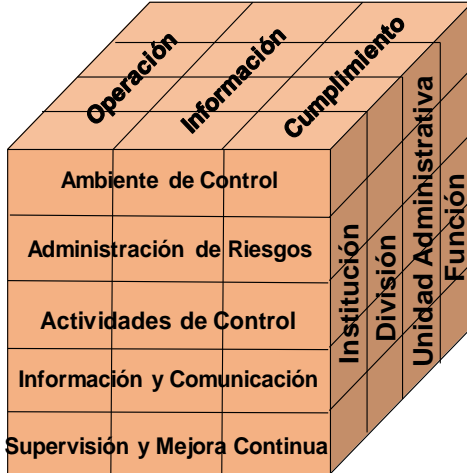 Operación
Información
Cumplimiento
Ambiente de Control
Administración de Riesgos
Actividades de Control
Información y Comunicación
Supervisión y Mejora Continua
Institución
División
Unidad Administrativa
Función